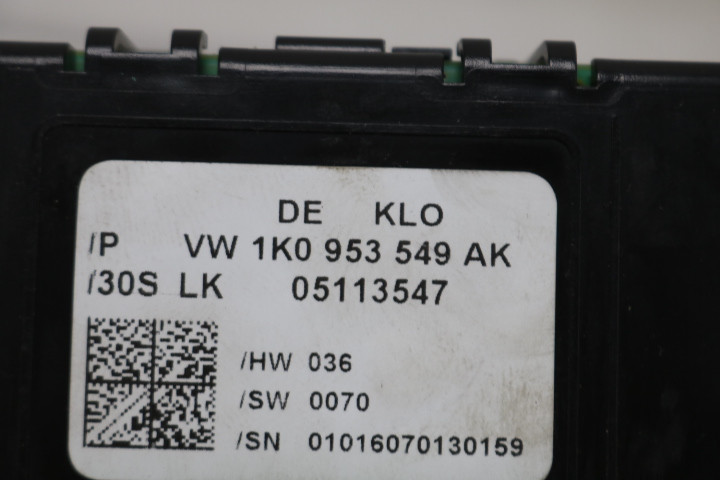 DE KLO
/P VW 1K0 953 549 AK
/30S LK 05113547
/HW 036
/SW 0070
/SN 01016070130159